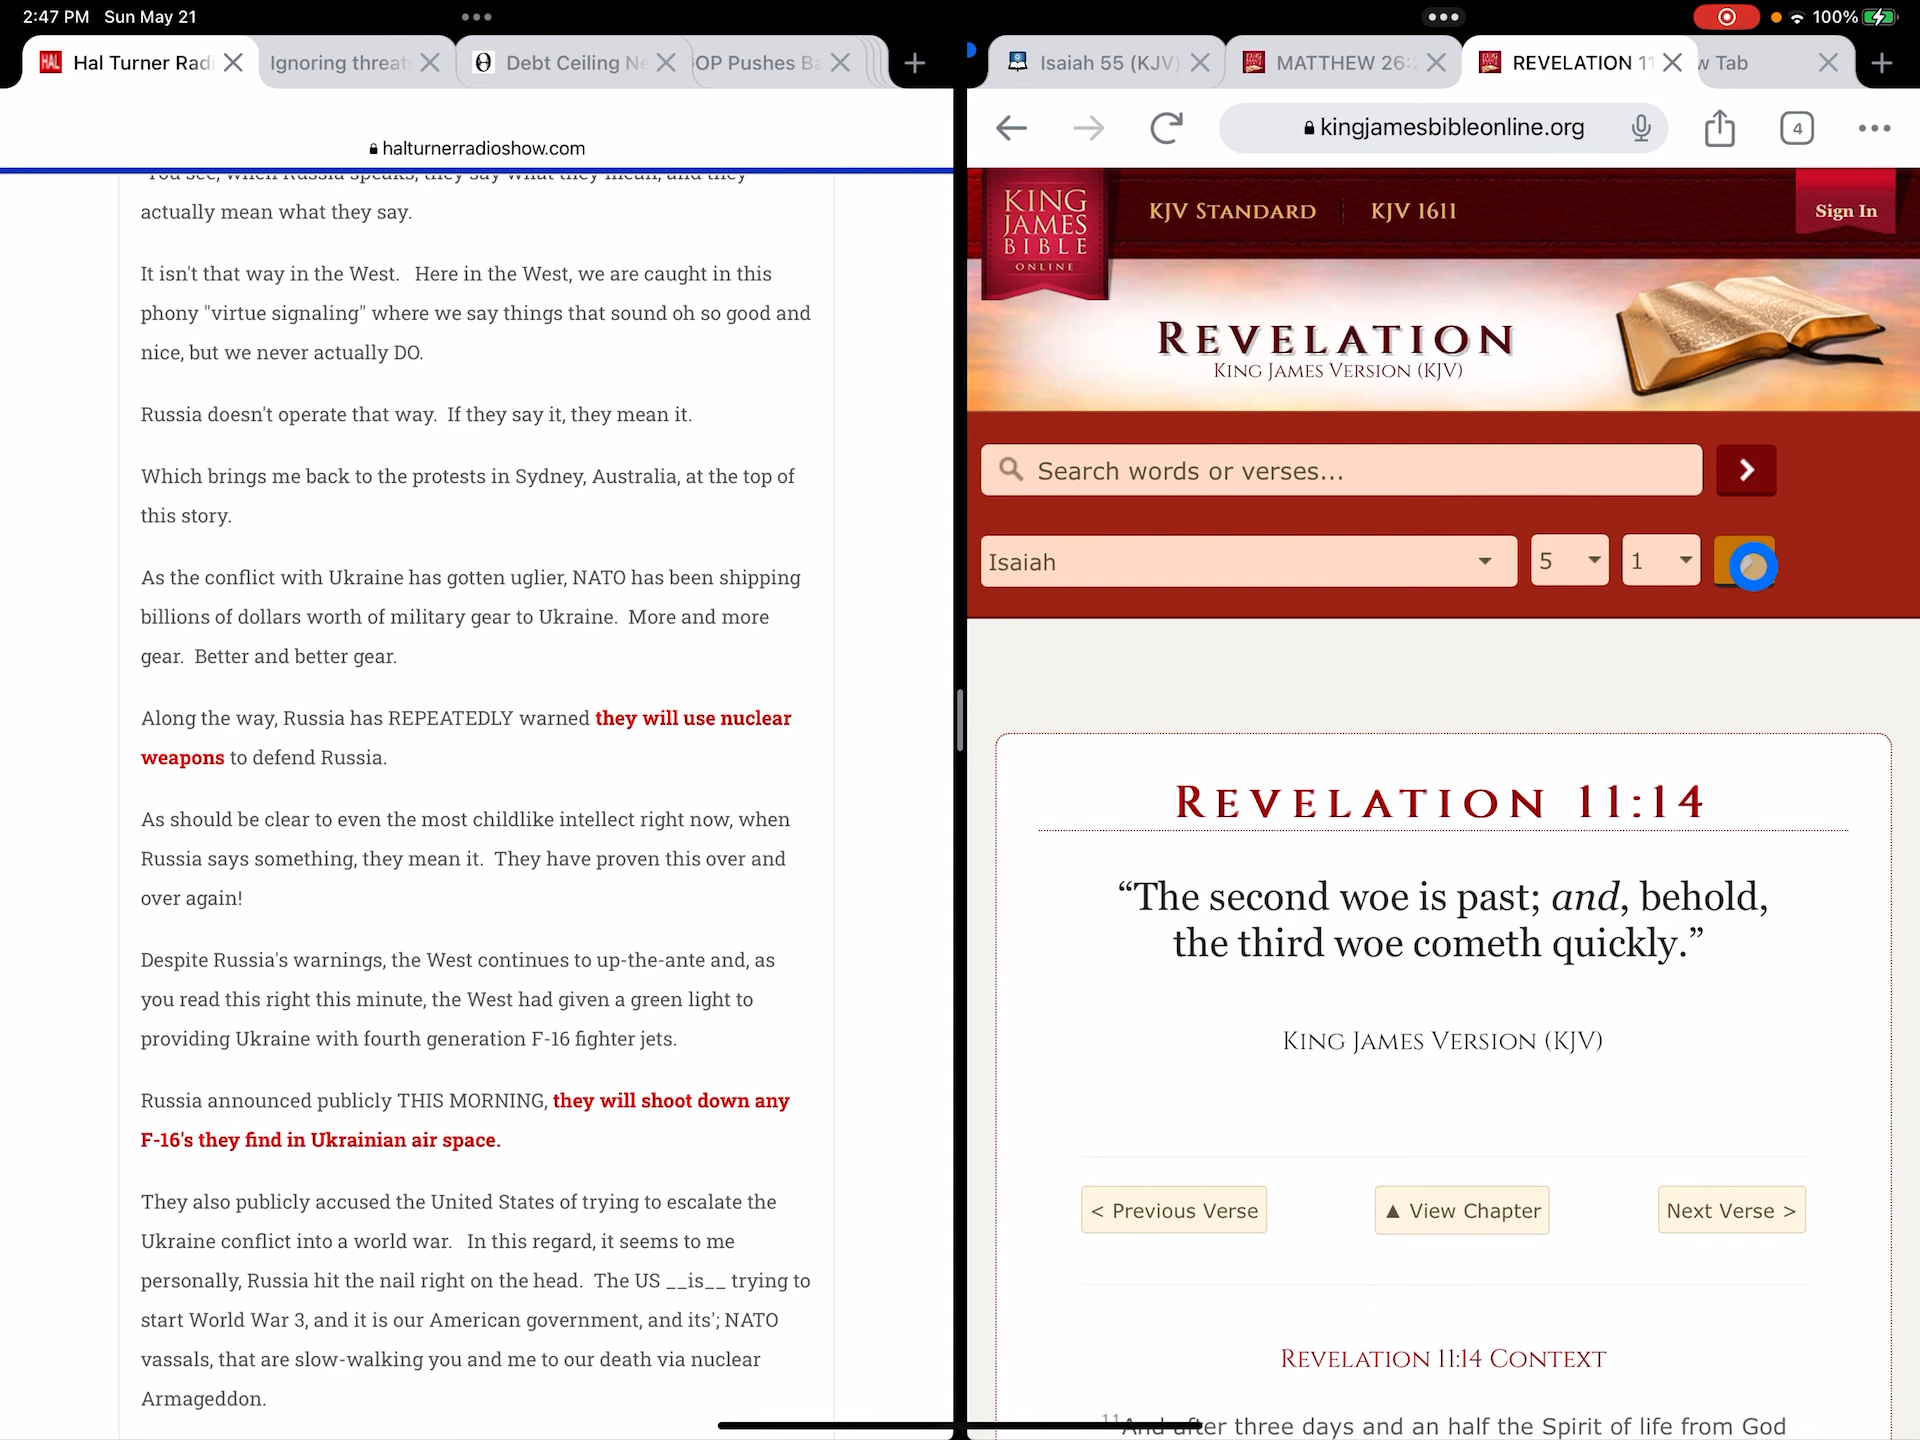 2:47 PM Sun May 21
100%
HAL Hal Turner Radi
Ignoring threat
Debt Ceiling Ne
OP Pushes Ba
Isaiah 55 (KJV)
MATTHEW 26:
REVELATION 11
w Tab
halturnerradioshow.com
You see, when Russia speaks, they say what they mean, and they
actually mean what they say.
It isn't that way in the West. Here in the West, we are caught in this
phony "virtue signaling" where we say things that sound oh so good and
nice, but we never actually DO.
Russia doesn't operate that way. If they say it, they mean it.
Which brings me back to the protests in Sydney, Australia, at the top of
this story.
As the conflict with Ukraine has gotten uglier, NATO has been shipping
billions of dollars worth of military gear to Ukraine. More and more
gear. Better and better gear.
Along the way, Russia has REPEATEDLY warned they will use nuclear
weapons to defend Russia.
As should be clear to even the most childlike intellect right now, when
Russia says something, they mean it. They have proven this over and
over again!
Despite Russia's warnings, the West continues to up-the-ante and, as
you read this right this minute, the West had given a green light to
providing Ukraine with fourth generation F-16 fighter jets.
Russia announced publicly THIS MORNING, they will shoot down any
F-16's they find in Ukrainian air space.
They also publicly accused the United States of trying to escalate the
Ukraine conflict into a world war. In this regard, it seems to me
personally, Russia hit the nail right on the head. The US __is__ trying to
start World War 3, and it is our American government, and its'; NATO
vassals, that are slow-walking you and me to our death via nuclear
Armageddon.
kingjamesbibleonline.org
4
KING
JAMES
BIBLE
ONLINE
KJV STANDARD
KJV 1611
Sign In
REVELATION
KING JAMES VERSION (KJV)
Search words or verses...
Isaiah
5
1
REVELATION 11:14
“The second woe is past; and, behold,
the third woe cometh quickly.”
KING JAMES VERSION (KJV)
< Previous Verse
▲ View Chapter
Next Verse >
REVELATION 11:14 CONTEXT
11And after three days and an half the Spirit of life from God